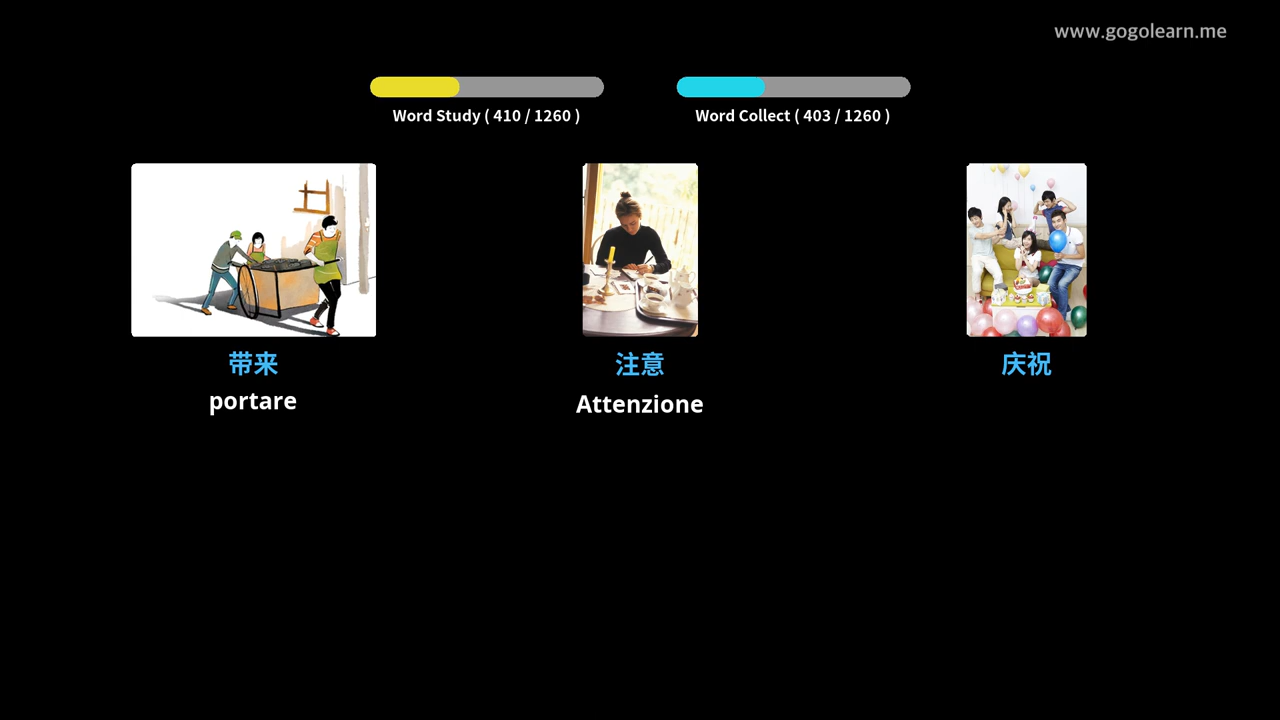 www.gogolearn.me
Word Study ( 410 / 1260 )
Word Collect ( 403 / 1260 )
带来
注意
庆祝
portare
Attenzione